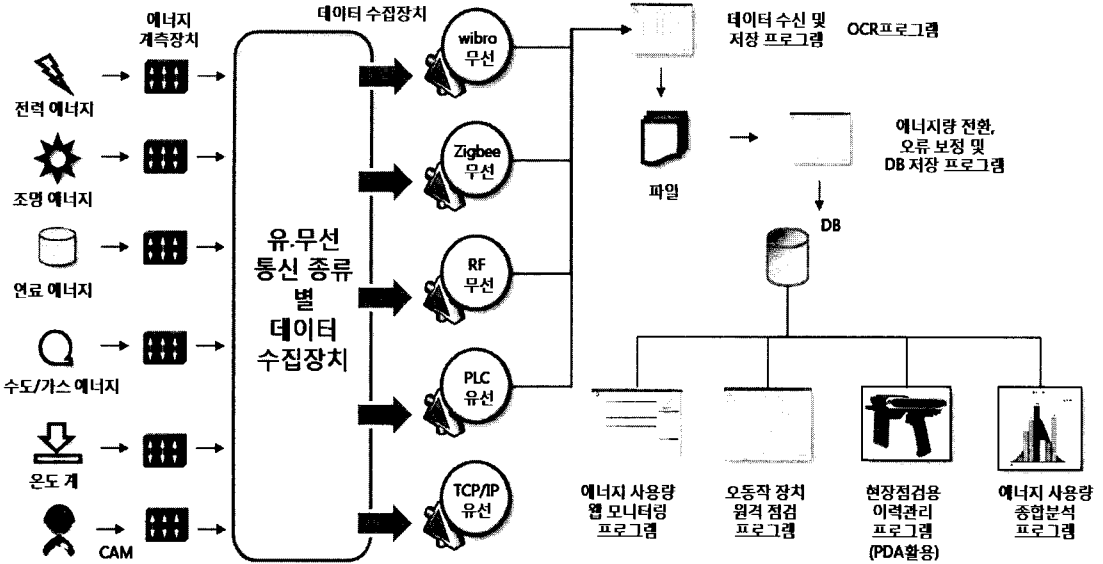 에너지
계측장치
데이타 수집장치
전력 에너지
조명 에너지
연료 에너지
수도/가스 에너지
온도 계
CAM
유.무선
통신 종류
별
데이터
수집장치
wibro
무선
Zigbee
무선
RF
무선
PLC
유선
TCP/IP
유선
데이터 수신 및
저장 프로그램
OCR프로그램
파일
에너지량 전환,
오류 보정 및
DB 저장 프로그램
DB
에너지 사용량
웹 모니터링
프로그램
오동작 장치
원격 점검
프로그램
현장점검용
이력관리
프로그램
(PDA활용)
에너지 사용량
종합분석
프로그램